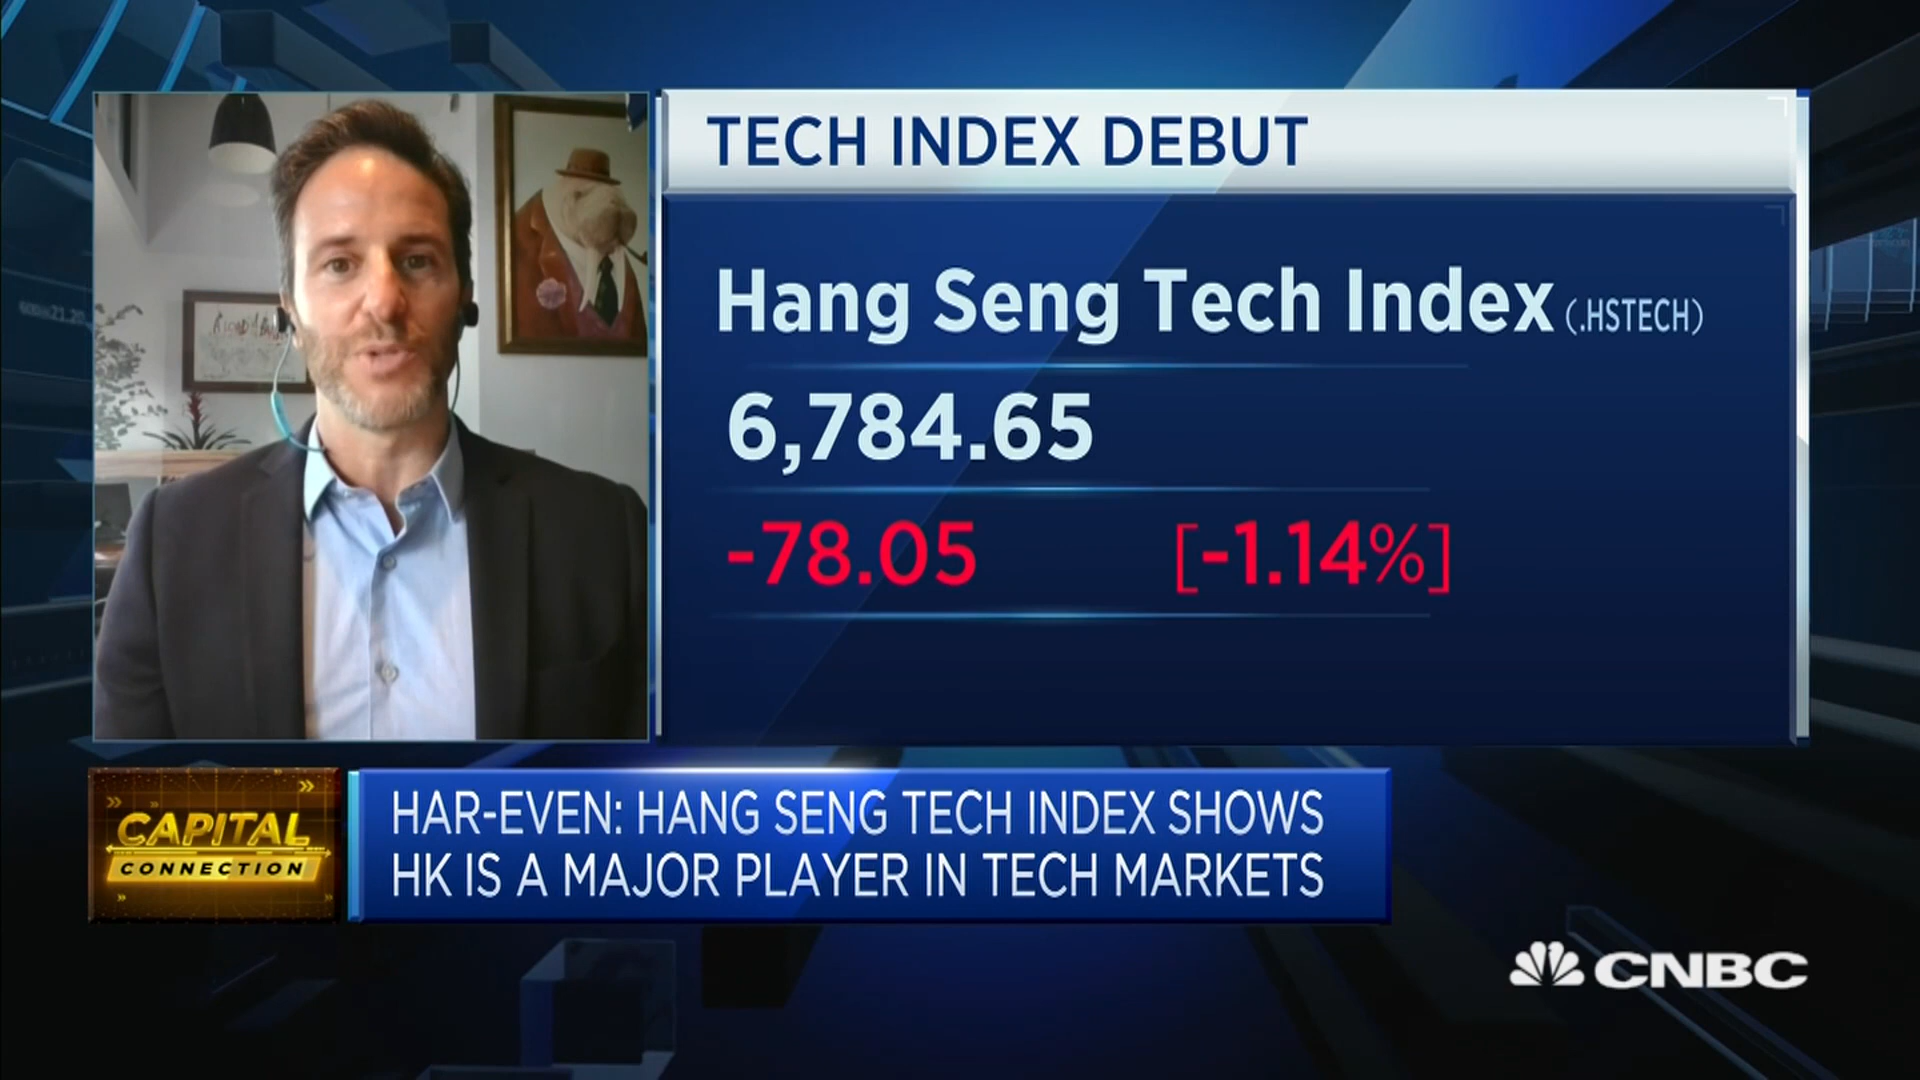 TECH INDEX DEBUT
Hang Seng Tech Index (.HSTECH)
6,784.65
-78.05 [-1.14%]
CAPITAL
CONNECTION
HAR-EVEN: HANG SENG TECH INDEX SHOWS
HK IS A MAJOR PLAYER IN TECH MARKETS
CNBC